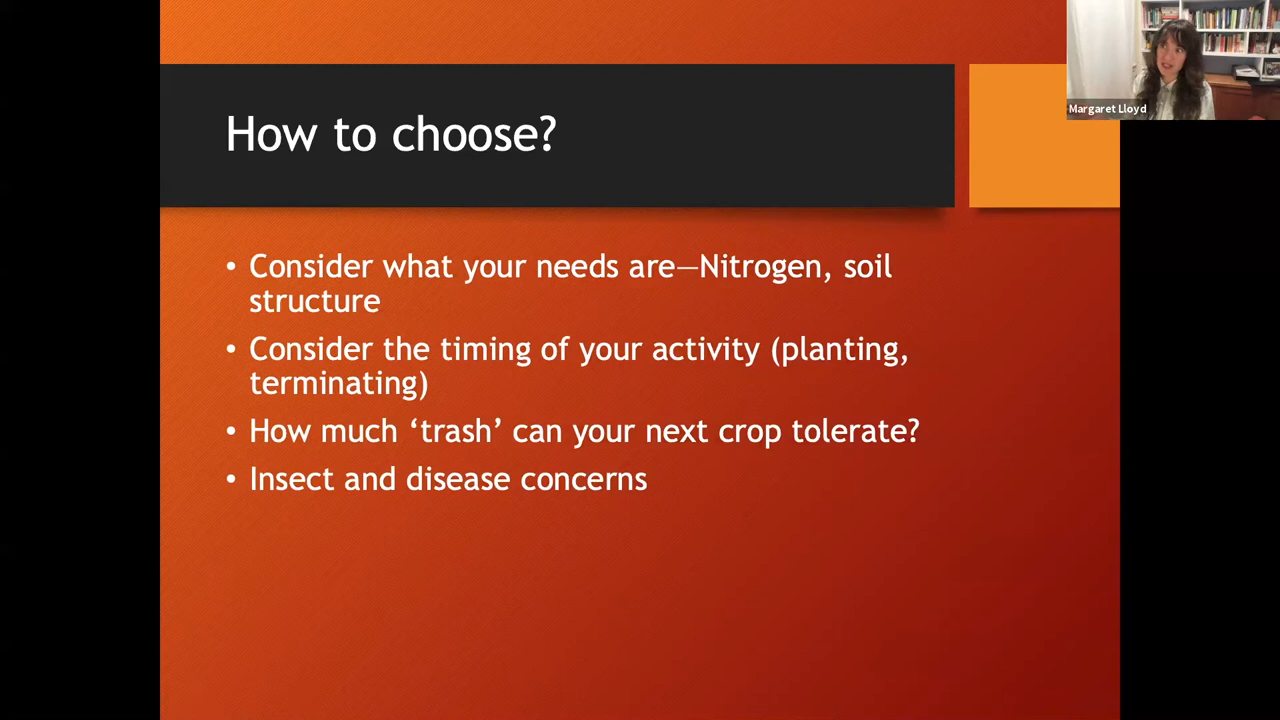 Margaret Lloyd
How to choose?
• Consider what your needs are—Nitrogen, soil
structure
• Consider the timing of your activity (planting,
terminating)
• How much ‘trash’ can your next crop tolerate?
• Insect and disease concerns